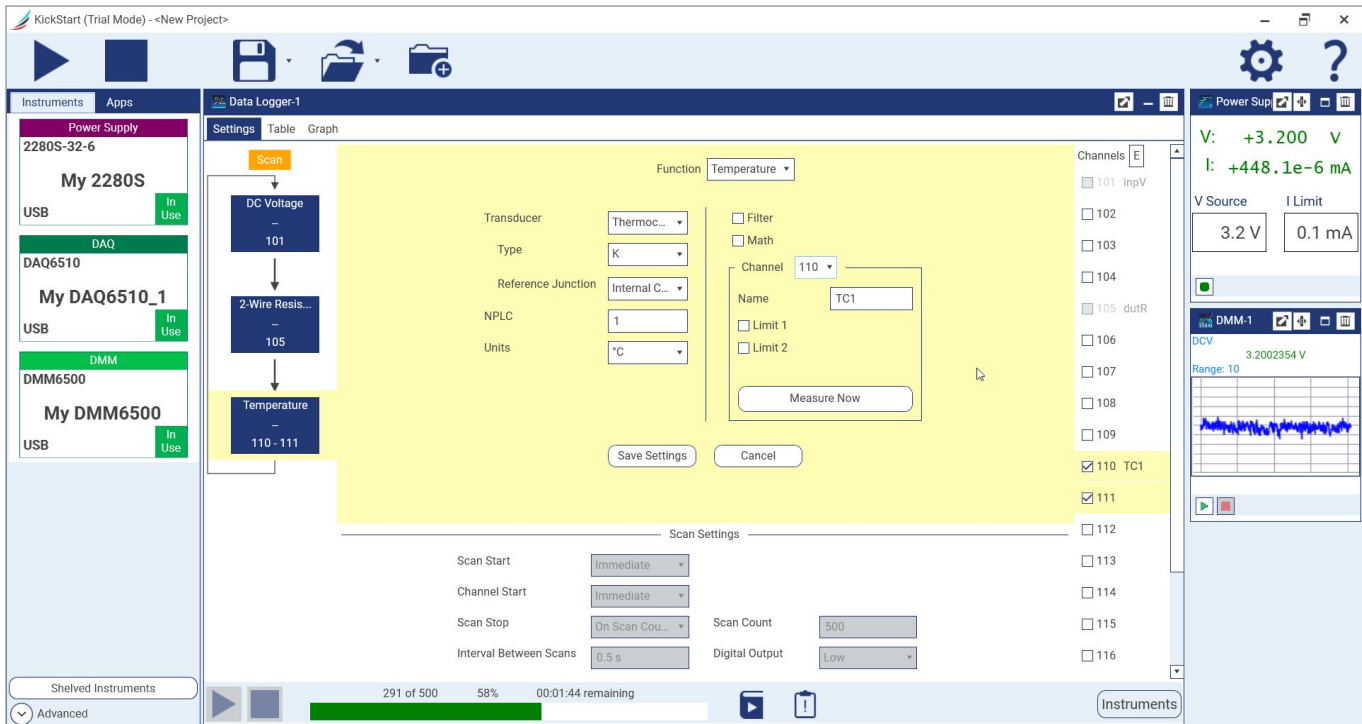 KickStart (Trial Mode) - <New Project>
Instruments Apps
Power Supply
2280S-32-6
My 2280S
USB
In Use
DAQ
DAQ6510
My DAQ6510_1
USB
In Use
DMM
DMM6500
My DMM6500
USB
In Use
Shelved Instruments
Advanced
Data Logger-1
Settings Table Graph
Scan
DC Voltage
--
101
2-Wire Resis...
--
105
Temperature
--
110 - 111
Function Temperature
Transducer Thermoc...
Type K
Reference Junction Internal C...
NPLC 1
Units °C
Filter
Math
Channel 110
Name TC1
Limit 1
Limit 2
Measure Now
Save Settings Cancel
Channels E
101 inpV
102
103
104
105 dutR
106
107
108
109
110 TC1
111
112
113
114
115
116
Scan Settings
Scan Start Immediate
Channel Start Immediate
Scan Stop On Scan Cou... Scan Count 500
Interval Between Scans 0.5 s Digital Output Low
291 of 500 58% 00:01:44 remaining
Instruments
Power Sup
V: +3.200 V
I: +448.1e-6 mA
V Source I Limit
3.2 V 0.1 mA
DMM-1
DCV
3.2002354 V
Range: 10